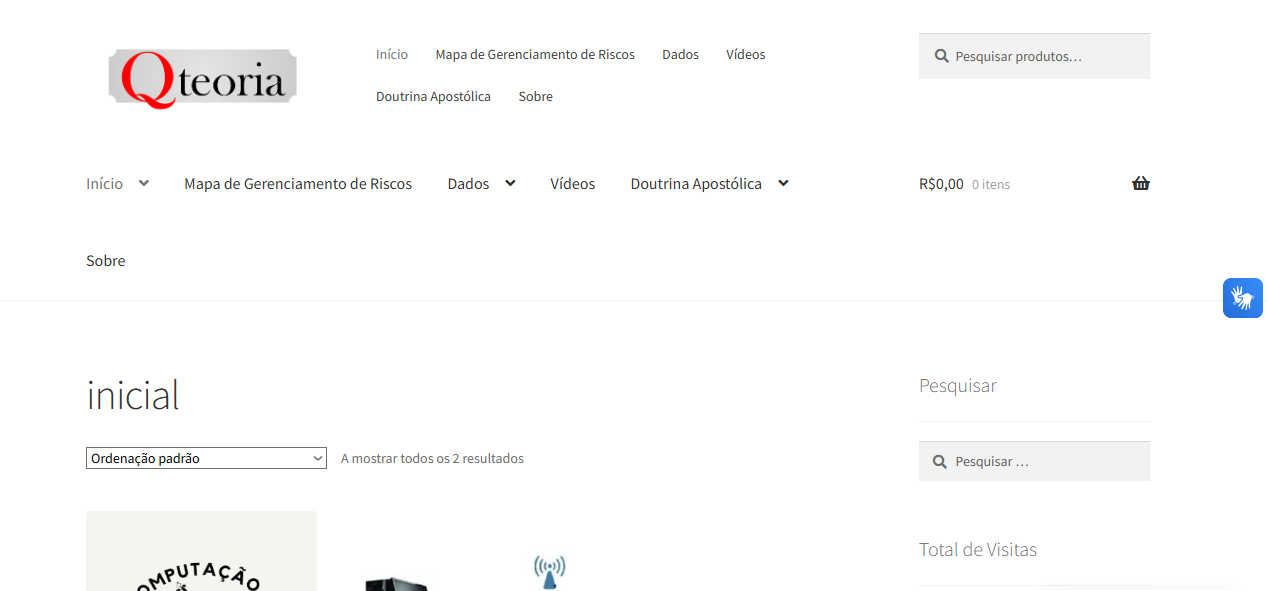 Qteoria
Início Mapa de Gerenciamento de Riscos Dados Vídeos
Doutrina Apostólica Sobre
Pesquisar produtos…
Início Mapa de Gerenciamento de Riscos Dados Vídeos Doutrina Apostólica
R$0,00 0 itens
Sobre
inicial
Ordenação padrão
A mostrar todos os 2 resultados
Pesquisar
Pesquisar …
Total de Visitas